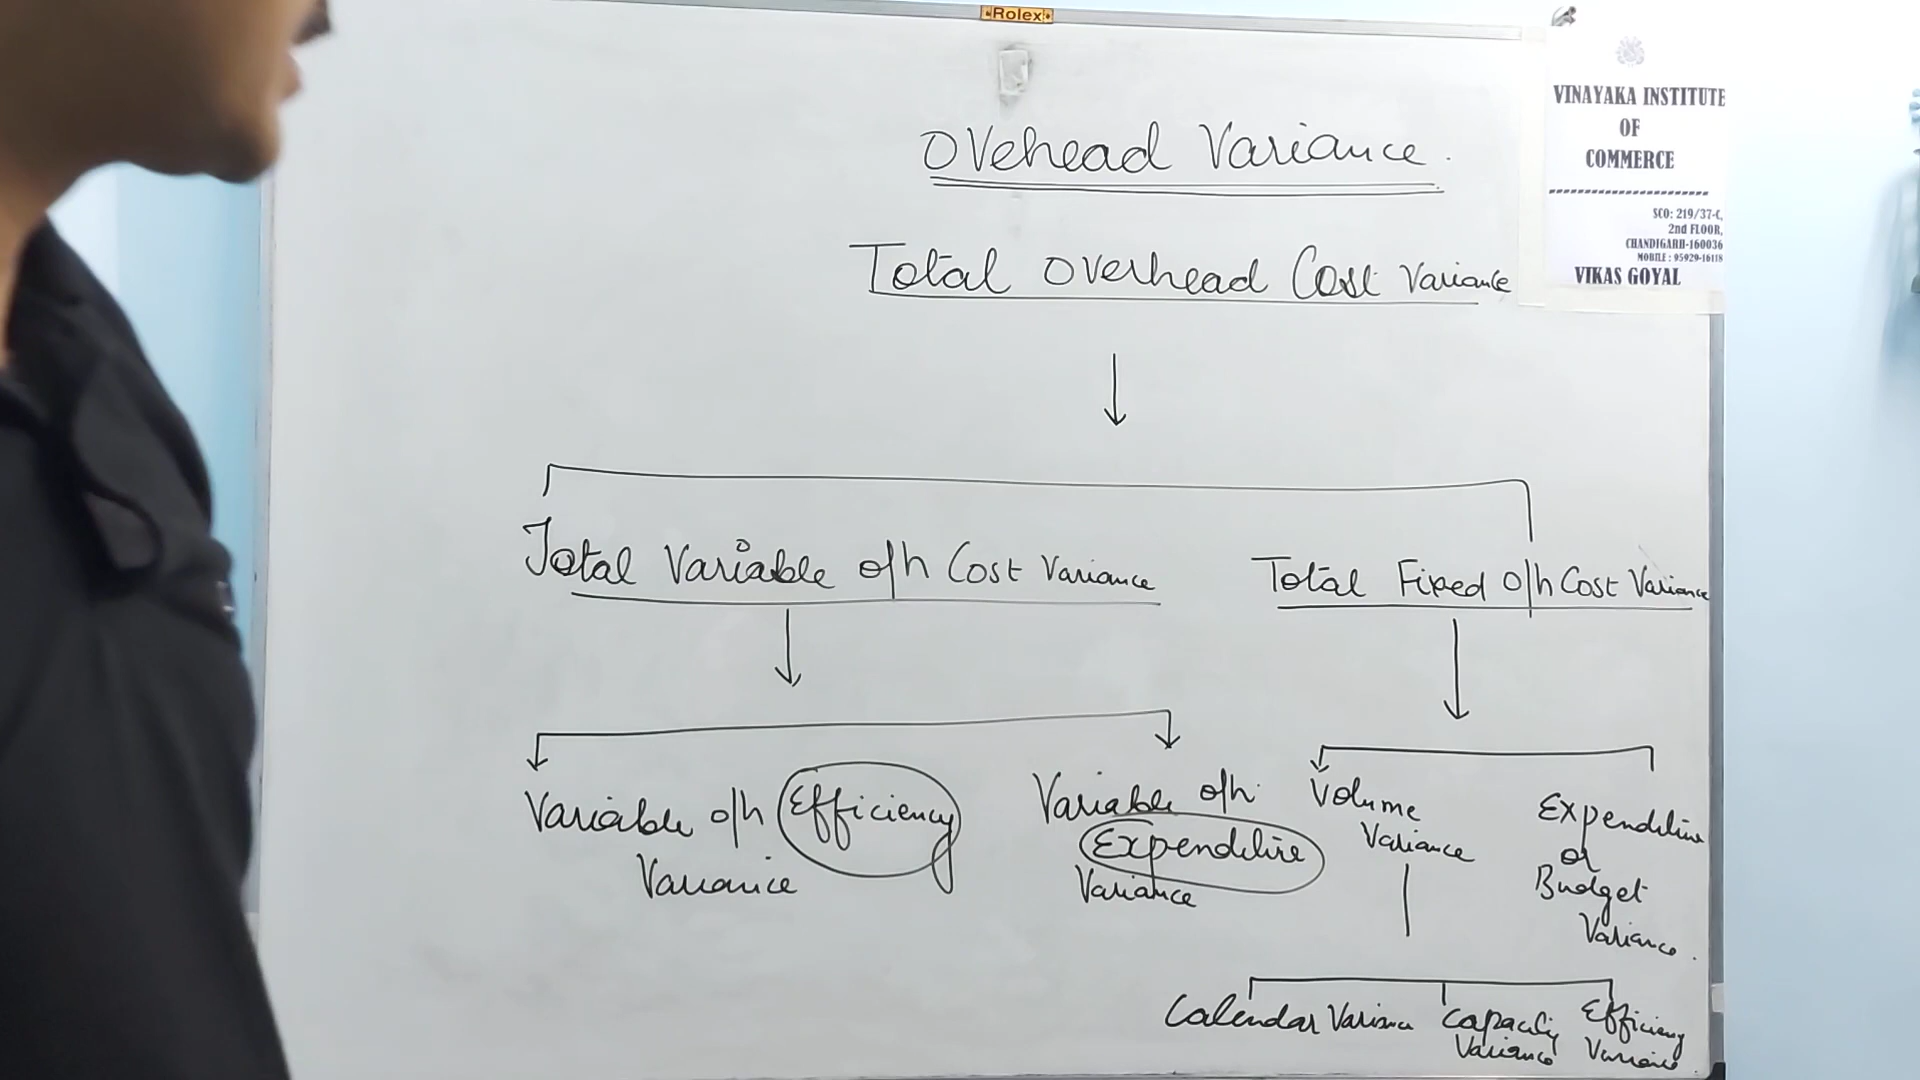 Rolex
VINAYAKA INSTITUTE
OF
COMMERCE
SCO: 219/37-C,
2nd FLOOR,
CHANDIGARH-160036
MOBILE : 95929-16118
VIKAS GOYAL
Ovehead Variance.
Total Overhead Cost Variance
Total Variable o/h Cost Variance
Total Fixed O/h Cost Variance
Variable o/h Efficiency
Variance
Variable o/h
Expenditure
Variance
Volume
Variance
Expenditure
or
Budget
Variance.
Calendar Variance
Capacity
Variance
Efficiency
Variance